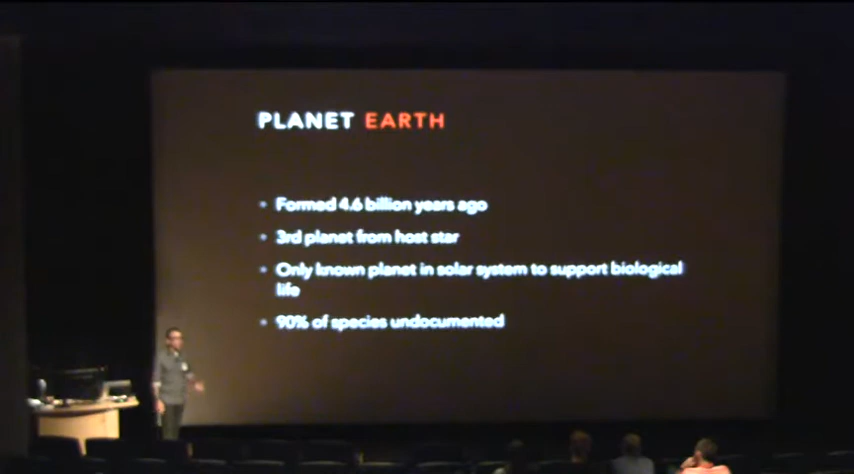 PLANET EARTH
• Formed 4.6 billion years ago
• 3rd planet from host star
• Only known planet in solar system to support biological
life
• 90% of species undocumented